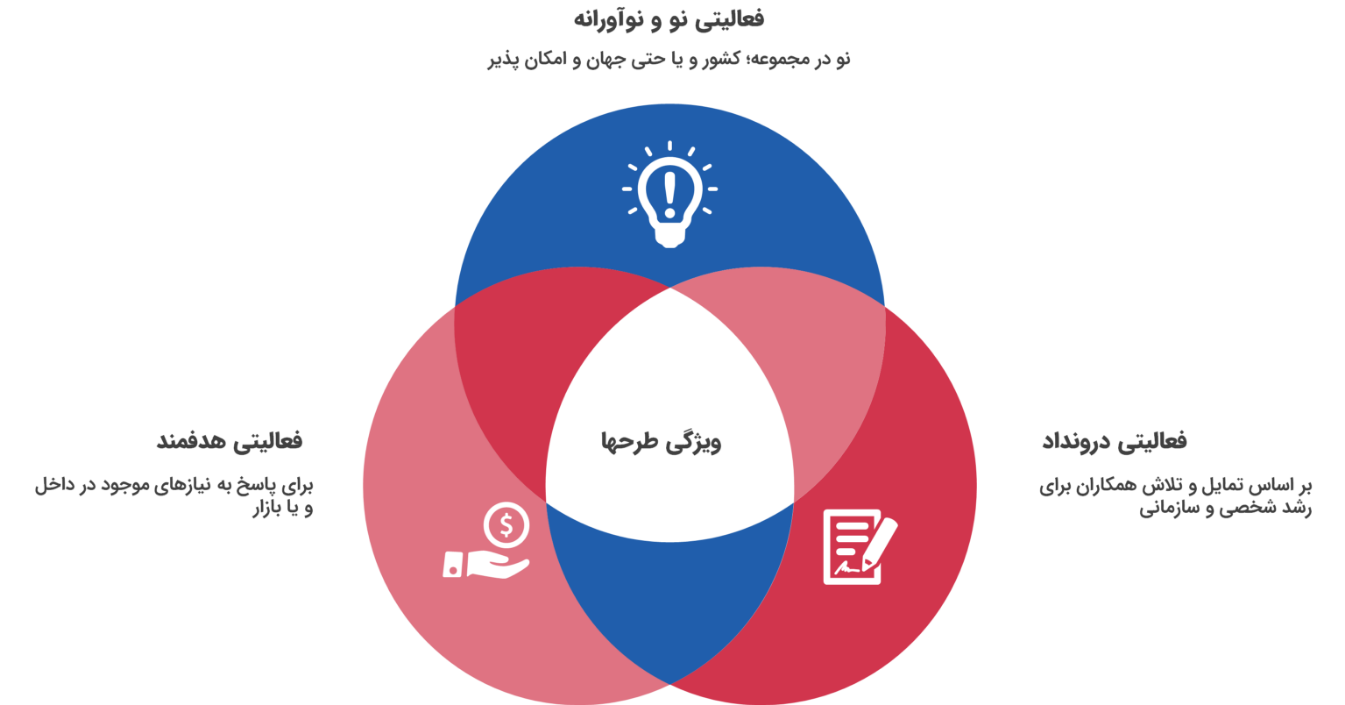 فعالیتی نو و نوآورانه
نو در مجموعه؛ کشور و یا حتی جهان و امکان پذیر
ویژگی طرحها
فعالیتی درونداد
بر اساس تمایل و تلاش همکاران برای
رشد شخصی و سازمانی
فعالیتی هدفمند
برای پاسخ به نیازهای موجود در داخل
و یا بازار
$